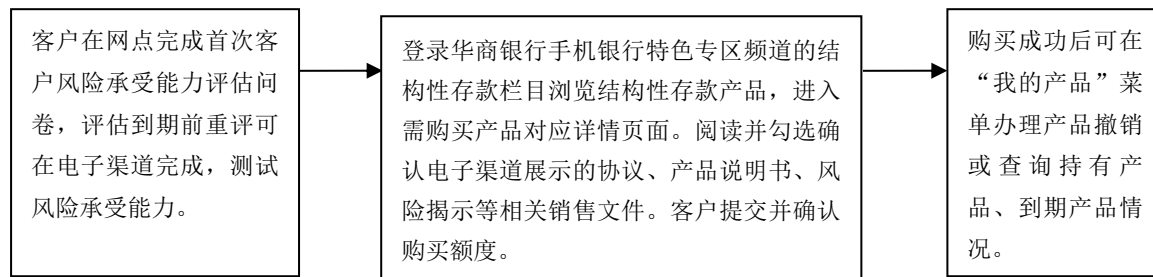 客户在网点完成首次客
户风险承受能力评估问
卷，评估到期前重评可
在电子渠道完成，测试
风险承受能力。
登录华商银行手机银行特色专区频道的结
构性存款栏目浏览结构性存款产品，进入
需购买产品对应详情页面。阅读并勾选确
认电子渠道展示的协议、产品说明书、风
险揭示等相关销售文件。客户提交并确认
购买额度。
购买成功后可在
“我的产品”菜
单办理产品撤销
或查询持有产
品、到期产品情
况。